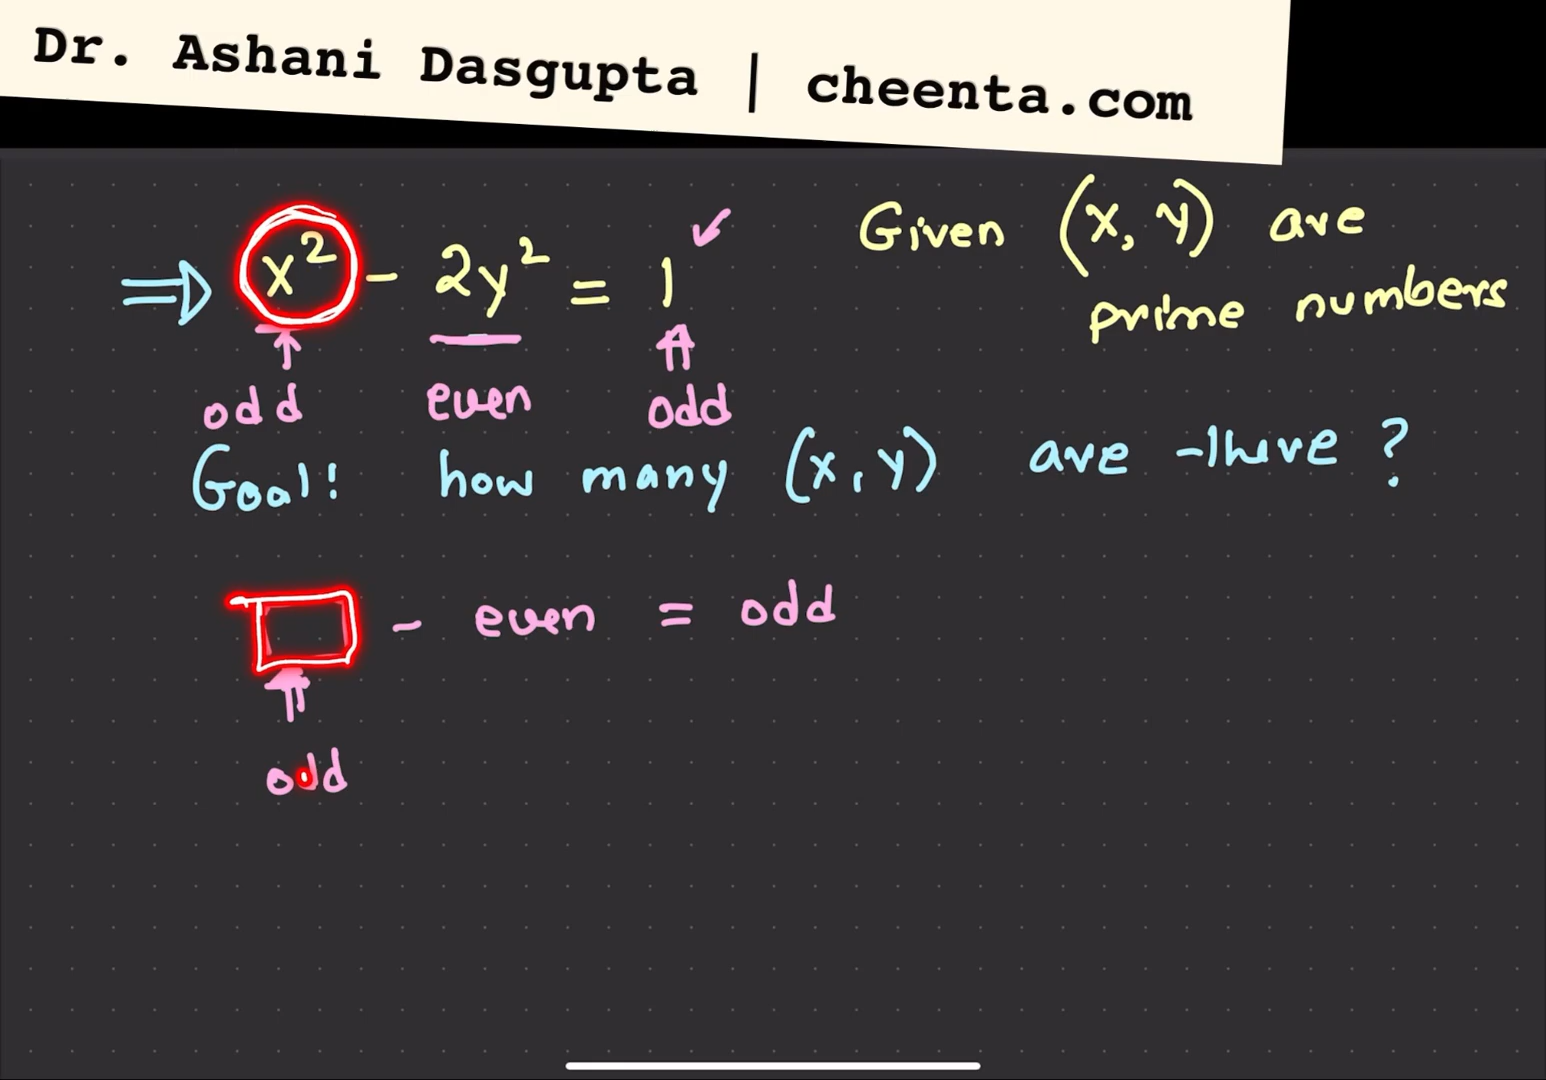 Dr. Ashani Dasgupta | cheenta.com
⇒ x² - 2y² = 1
Given (x, y) are
prime numbers
odd even odd
Goal! how many (x, y) are there?
- even = odd
odd